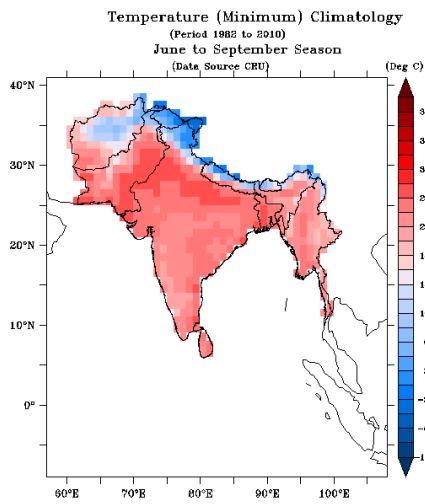 Temperature (Minimum) Climatology
(Period 1982 to 2010)
June to September Season
(Data Source CRU)
(Deg C)
40°N
30°N
20°N
10°N
0°
60°E 70°E 80°E 90°E 100°E